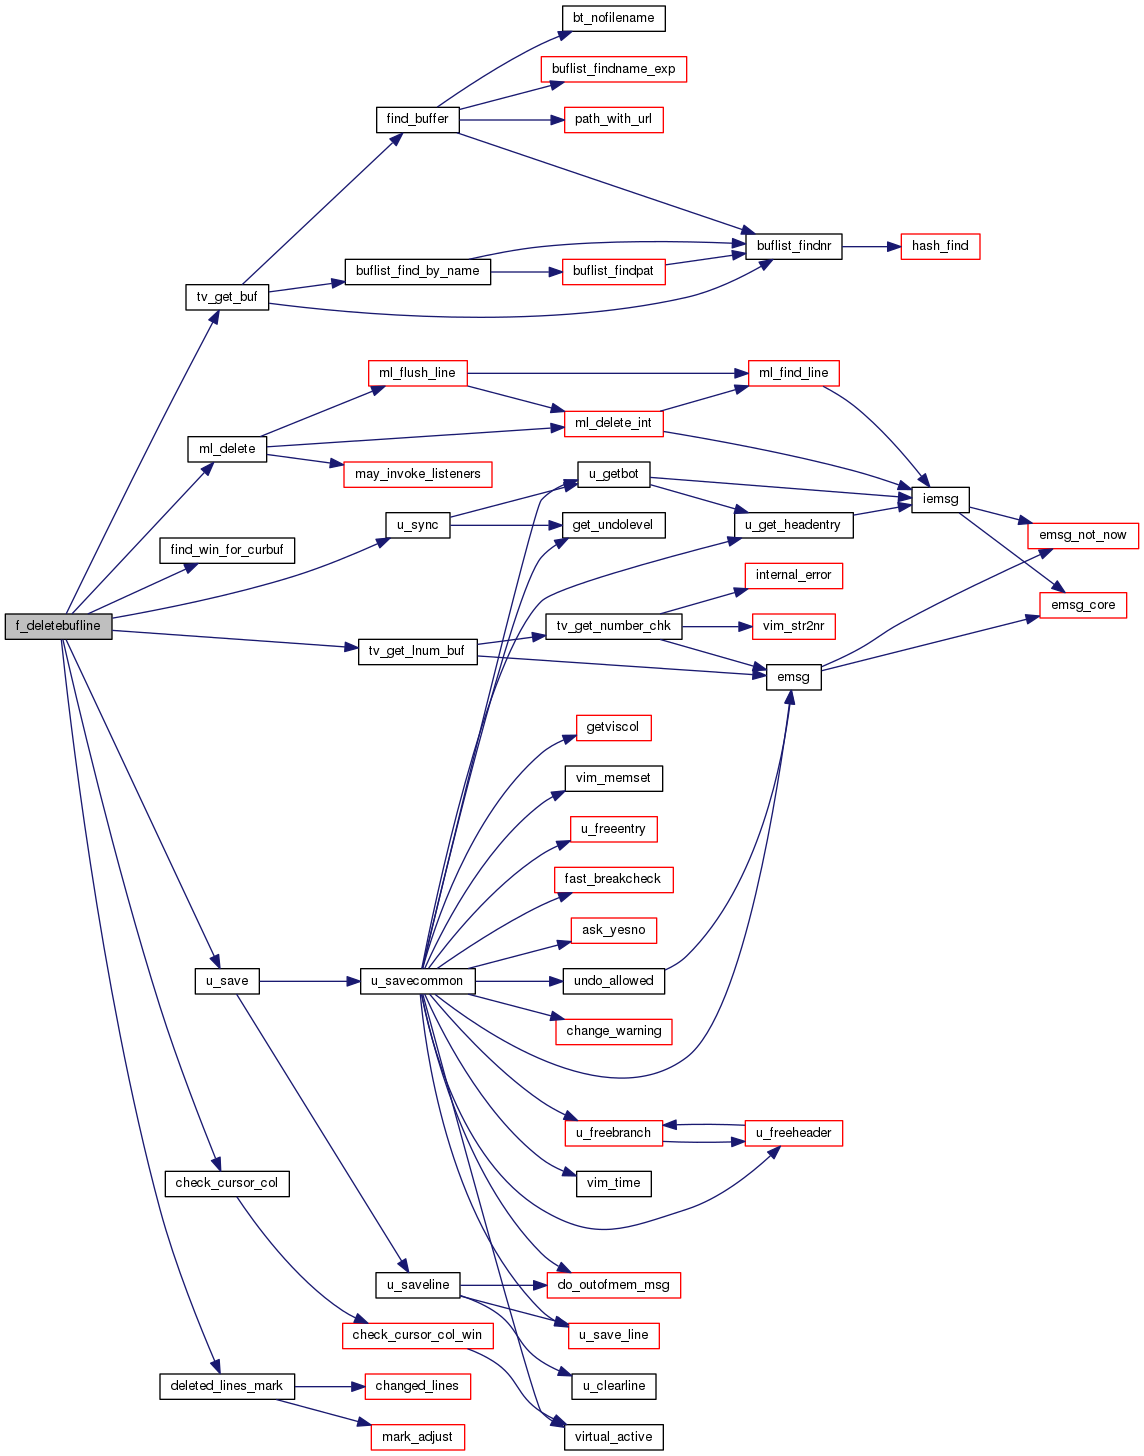 bt_nofilename
buflist_findname_exp
find_buffer
path_with_url
buflist_findnr
hash_find
buflist_find_by_name
buflist_findpat
tv_get_buf
ml_flush_line
ml_find_line
ml_delete_int
ml_delete
may_invoke_listeners
u_getbot
iemsg
u_sync
get_undolevel
u_get_headentry
emsg_not_now
find_win_for_curbuf
internal_error
emsg_core
f_deletebufline
tv_get_number_chk
vim_str2nr
tv_get_lnum_buf
emsg
getviscol
vim_memset
u_freeentry
fast_breakcheck
ask_yesno
u_save
u_savecommon
undo_allowed
change_warning
u_freebranch
u_freeheader
check_cursor_col
vim_time
u_saveline
do_outofmem_msg
check_cursor_col_win
u_save_line
deleted_lines_mark
changed_lines
u_clearline
mark_adjust
virtual_active